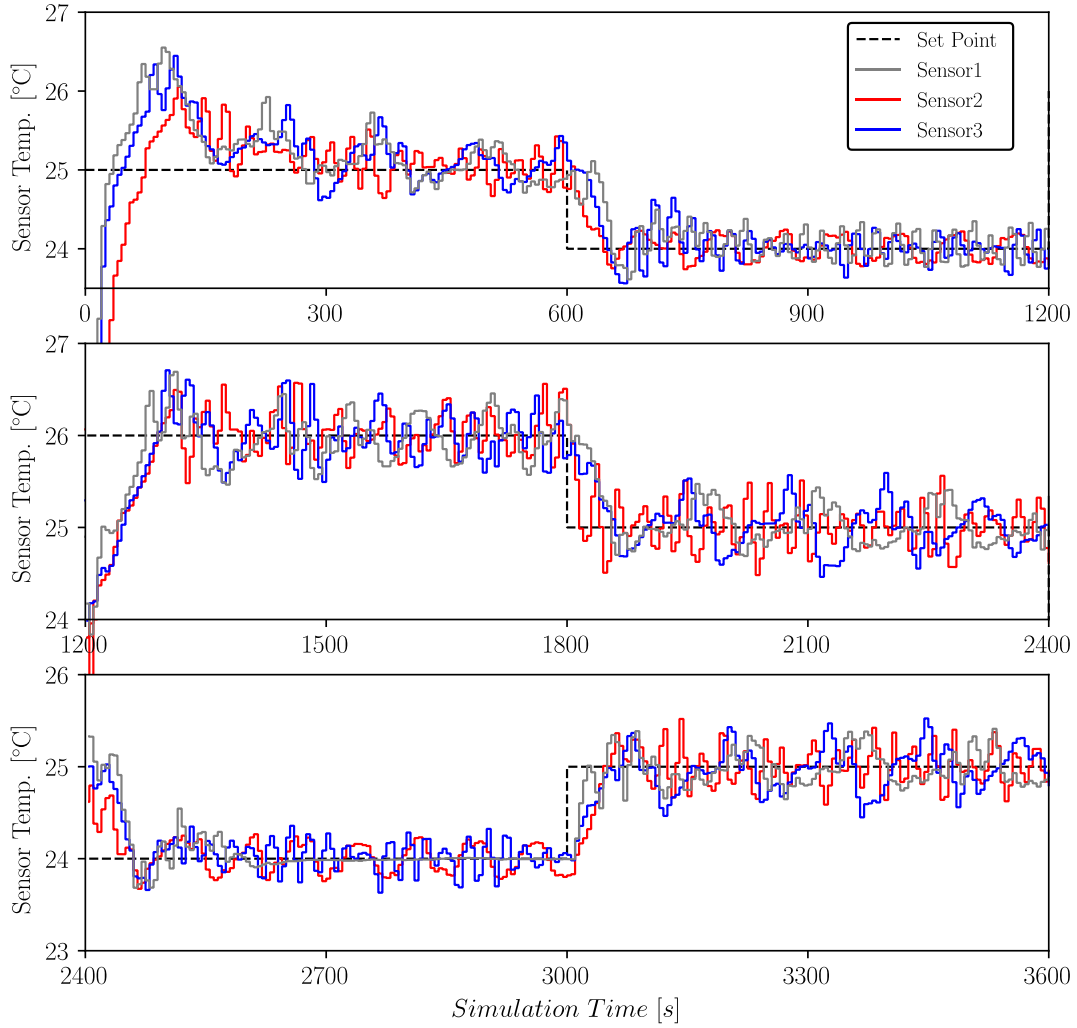 27
26
25
24
Sensor Temp. [°C]
Set Point
Sensor1
Sensor2
Sensor3
0 300 600 900 1200
27
26
25
24
Sensor Temp. [°C]
1200 1500 1800 2100 2400
26
25
24
23
Sensor Temp. [°C]
2400 2700 3000 3300 3600
Simulation Time [s]